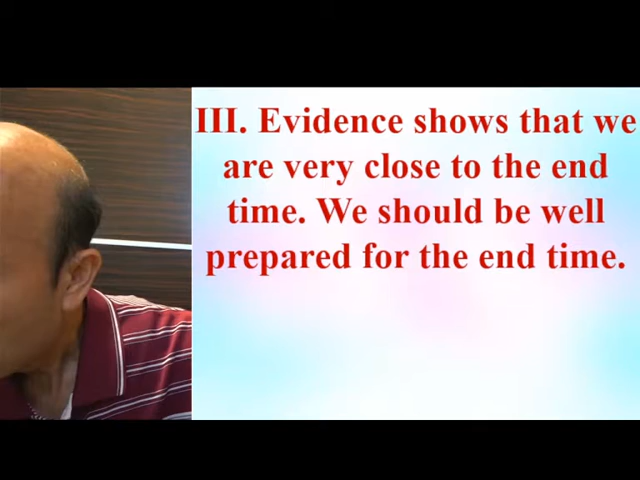 III. Evidence shows that we
are very close to the end
time. We should be well
prepared for the end time.